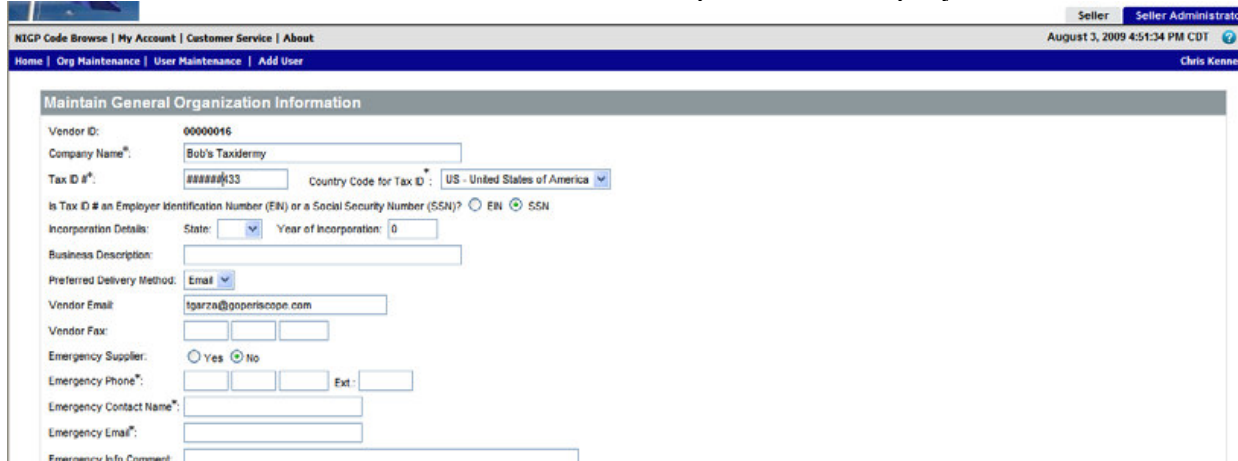 Seller Seller Administrato
NIGP Code Browse | My Account | Customer Service | About August 3, 2009 4:51:34 PM CDT ?
Home | Org Maintenance | User Maintenance | Add User Chris Kenne
Maintain General Organization Information
Vendor ID: 00000016
Company Name*: Bob's Taxidermy
Tax ID #*: ######433 Country Code for Tax ID*: US - United States of America
Is Tax ID # an Employer Identification Number (EIN) or a Social Security Number (SSN)? EIN SSN
Incorporation Details: State: Year of Incorporation: 0
Business Description:
Preferred Delivery Method: Email
Vendor Email: tgarza@goperiscope.com
Vendor Fax:
Emergency Supplier: Yes No
Emergency Phone*: Ext.:
Emergency Contact Name*:
Emergency Email*:
Emergency Info Comment: